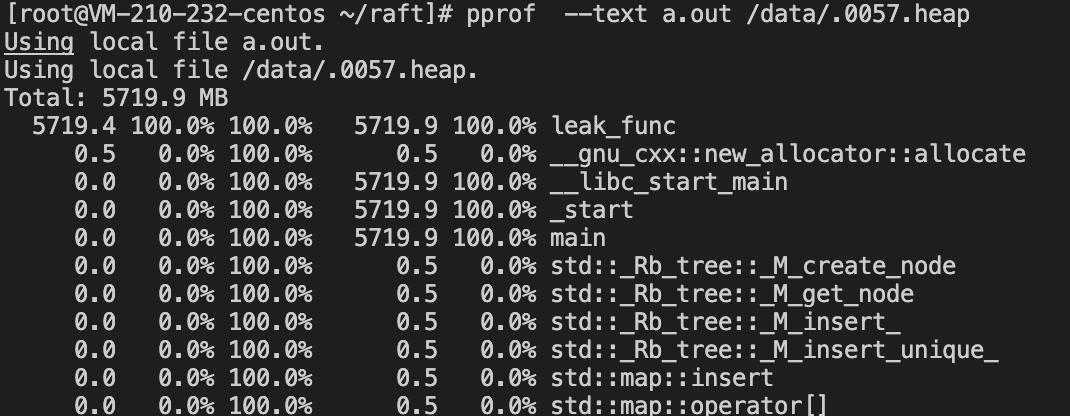 [root@VM-210-232-centos ~/raft]# pprof  --text a.out /data/.0057.heap
Using local file a.out.
Using local file /data/.0057.heap.
Total: 5719.9 MB
  5719.4 100.0% 100.0%   5719.9 100.0% leak_func
     0.5   0.0% 100.0%      0.5   0.0% __gnu_cxx::new_allocator::allocate
     0.0   0.0% 100.0%   5719.9 100.0% __libc_start_main
     0.0   0.0% 100.0%   5719.9 100.0% _start
     0.0   0.0% 100.0%   5719.9 100.0% main
     0.0   0.0% 100.0%      0.5   0.0% std::_Rb_tree::_M_create_node
     0.0   0.0% 100.0%      0.5   0.0% std::_Rb_tree::_M_get_node
     0.0   0.0% 100.0%      0.5   0.0% std::_Rb_tree::_M_insert_
     0.0   0.0% 100.0%      0.5   0.0% std::_Rb_tree::_M_insert_unique_
     0.0   0.0% 100.0%      0.5   0.0% std::map::insert
     0.0   0.0% 100.0%      0.5   0.0% std::map::operator[]